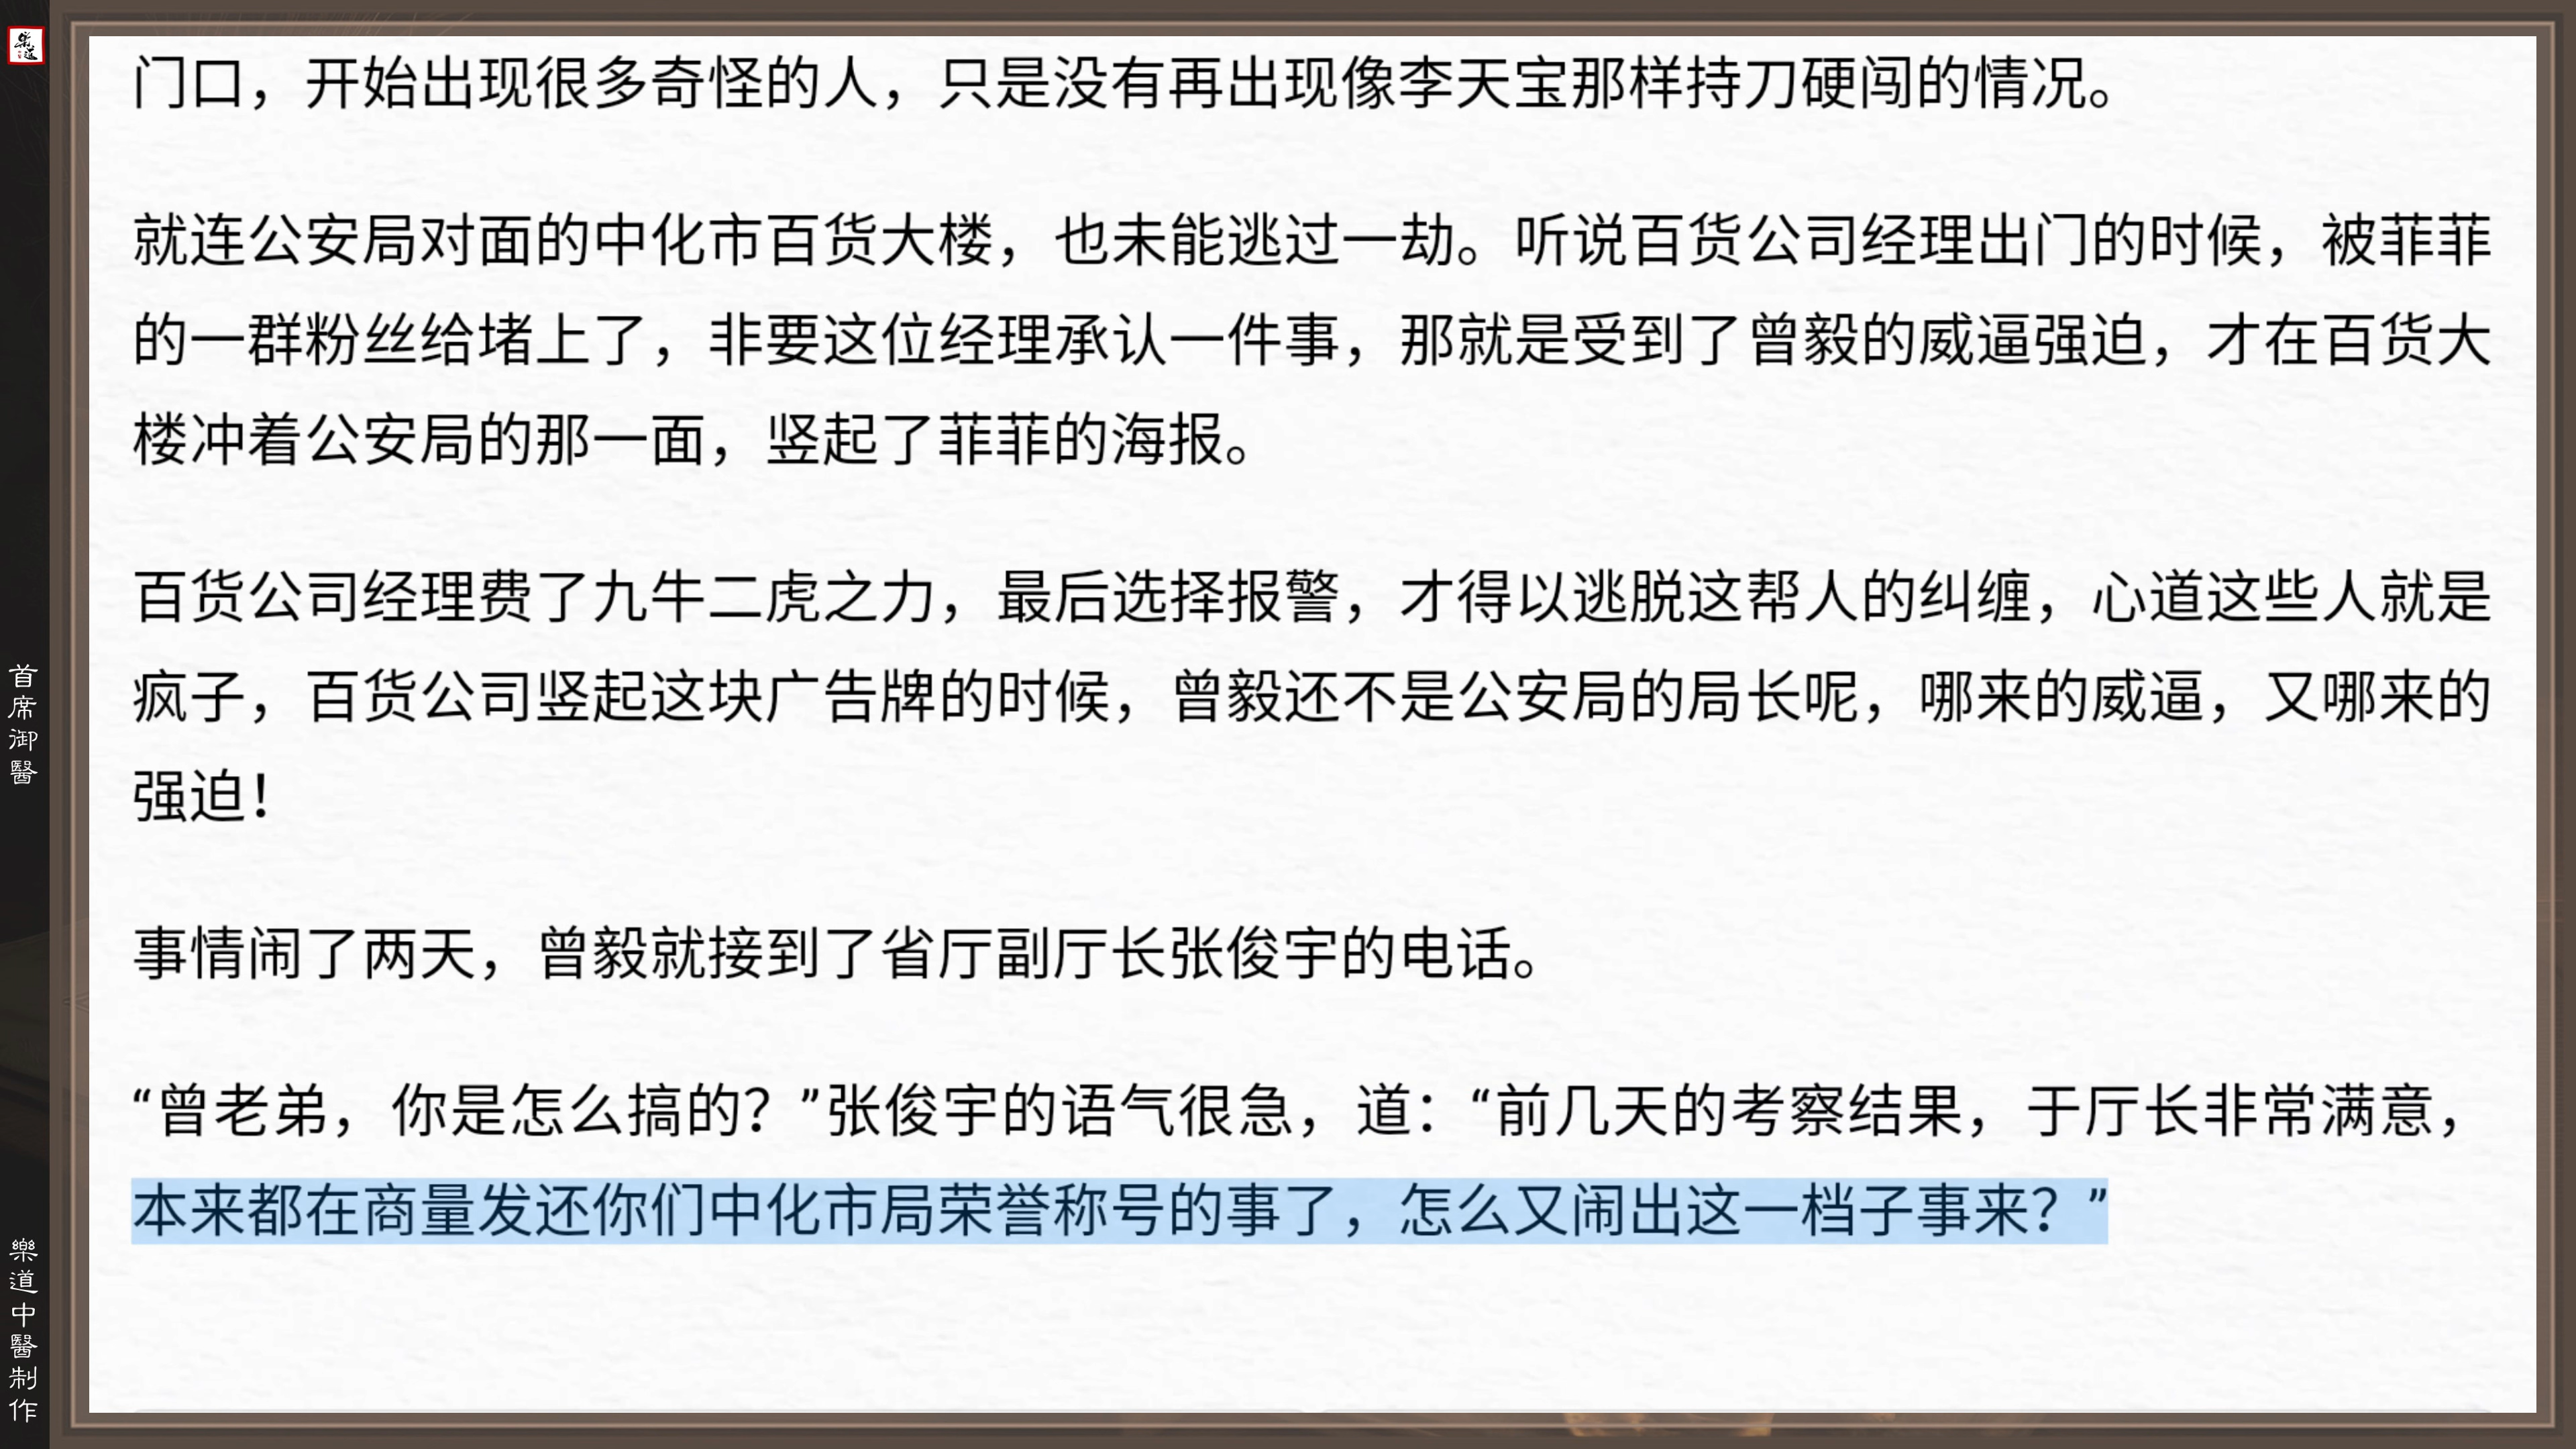 门口，开始出现很多奇怪的人，只是没有再出现像李天宝那样持刀硬闯的情况。
就连公安局对面的中化市百货大楼，也未能逃过一劫。听说百货公司经理出门的时候，被菲菲
的一群粉丝给堵上了，非要这位经理承认一件事，那就是受到了曾毅的威逼强迫，才在百货大
楼冲着公安局的那一面，竖起了菲菲的海报。
百货公司经理费了九牛二虎之力，最后选择报警，才得以逃脱这帮人的纠缠，心道这些人就是
疯子，百货公司竖起这块广告牌的时候，曾毅还不是公安局的局长呢，哪来的威逼，又哪来的
强迫！
事情闹了两天，曾毅就接到了省厅副厅长张俊宇的电话。
“曾老弟，你是怎么搞的？”张俊宇的语气很急，道：“前几天的考察结果，于厅长非常满意，
本来都在商量发还你们中化市局荣誉称号的事了，怎么又闹出这一档子事来？”
首席御醫
樂道中醫制作
樂道